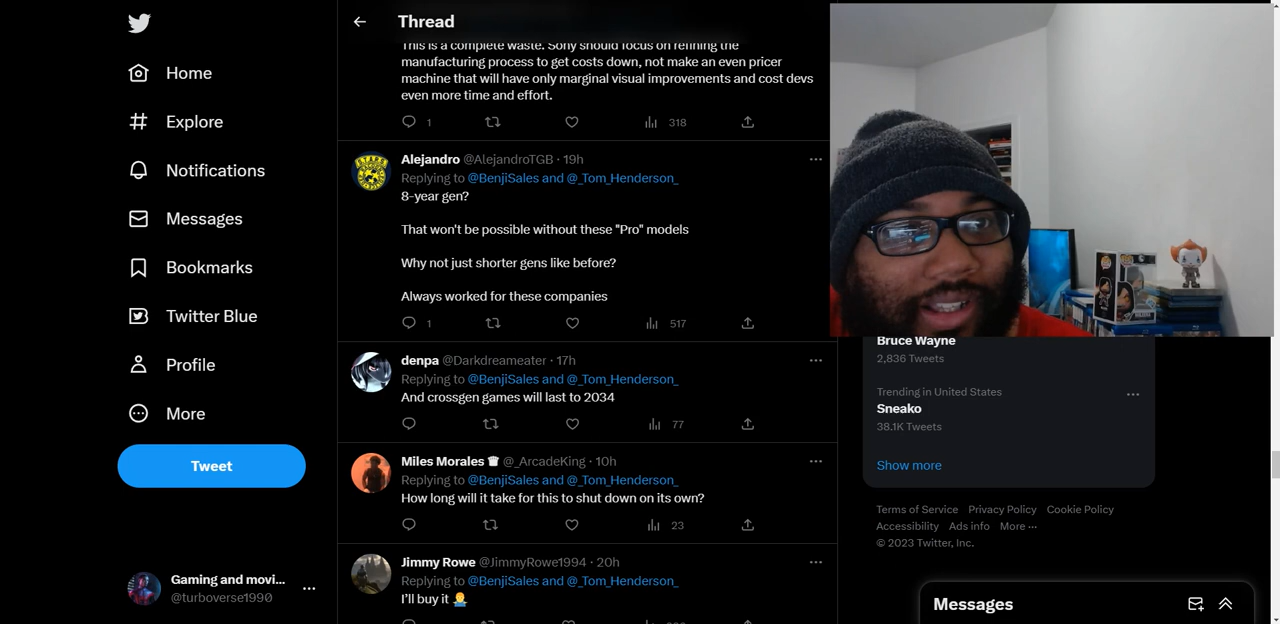 Thread
This is a complete waste. Sony should focus on refining the
manufacturing process to get costs down, not make an even pricer
machine that will have only marginal visual improvements and cost devs
even more time and effort.
1 318
Alejandro @AlejandroTGB · 19h
Replying to @BenjiSales and @_Tom_Henderson_
8-year gen?
That won't be possible without these "Pro" models
Why not just shorter gens like before?
Always worked for these companies
1 517
denpa @Darkdreameater · 17h
Replying to @BenjiSales and @_Tom_Henderson_
And crossgen games will last to 2034
77
Miles Morales @_ArcadeKing · 10h
Replying to @BenjiSales and @_Tom_Henderson_
How long will it take for this to shut down on its own?
23
Jimmy Rowe @JimmyRowe1994 · 20h
Replying to @BenjiSales and @_Tom_Henderson_
I'll buy it
Home
Explore
Notifications
Messages
Bookmarks
Twitter Blue
Profile
More
Tweet
Gaming and movi...
@turboverse1990
Bruce Wayne
2,836 Tweets
Trending in United States
Sneako
38.1K Tweets
Show more
Terms of Service Privacy Policy Cookie Policy
Accessibility Ads info More ...
© 2023 Twitter, Inc.
Messages